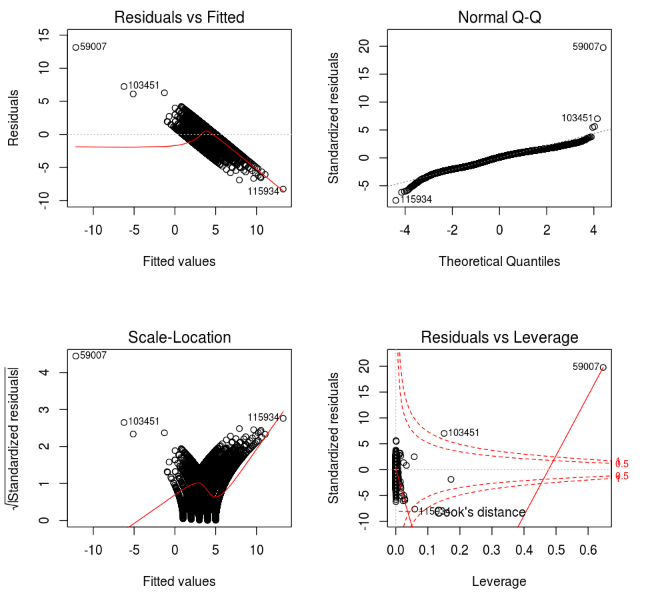 Residuals vs Fitted
Residuals
15
10
5
0
-5
-10
59007
103451
115934
-10 -5 0 5 10
Fitted values
Normal Q-Q
Standardized residuals
20
15
10
5
0
-5
59007
103451
115934
-4 -2 0 2 4
Theoretical Quantiles
Scale-Location
√|Standardized residuals|
4
3
2
1
0
59007
103451
115934
-10 -5 0 5 10
Fitted values
Residuals vs Leverage
Standardized residuals
20
15
10
5
0
-5
-10
59007
103451
115934
Cook's distance
1
0.5
0.5
1
0.0 0.1 0.2 0.3 0.4 0.5 0.6
Leverage